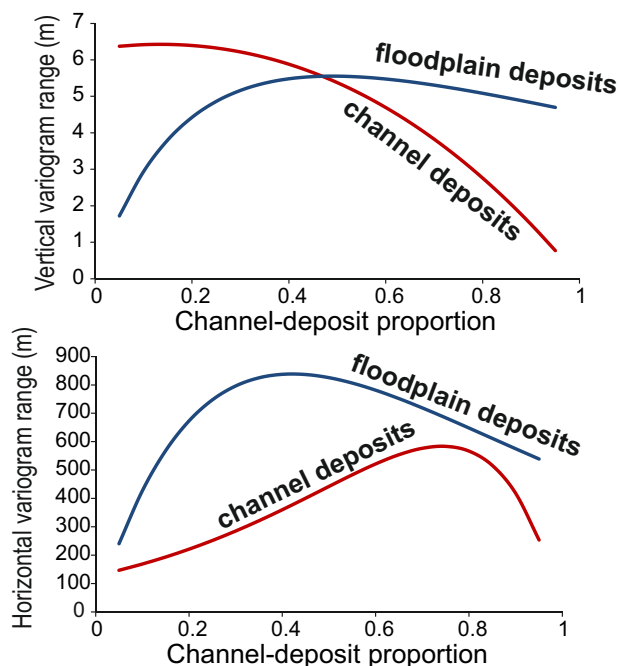 Vertical variogram range (m)
7
6
5
4
3
2
1
0
floodplain deposits
channel deposits
0 0.2 0.4 0.6 0.8 1
Channel-deposit proportion
Horizontal variogram range (m)
900
800
700
600
500
400
300
200
100
0
floodplain deposits
channel deposits
0 0.2 0.4 0.6 0.8 1
Channel-deposit proportion